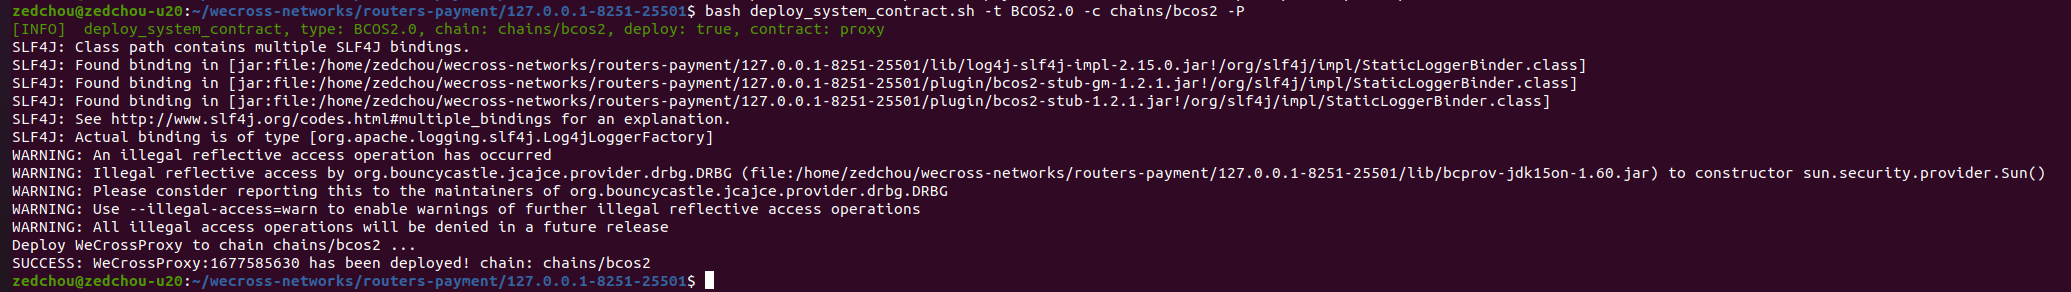 zedchou@zedchou-u20:~/wecross-networks/routers-payment/127.0.0.1-8251-25501$ bash deploy_system_contract.sh -t BCOS2.0 -c chains/bcos2 -P
[INFO]  deploy_system_contract, type: BCOS2.0, chain: chains/bcos2, deploy: true, contract: proxy
SLF4J: Class path contains multiple SLF4J bindings.
SLF4J: Found binding in [jar:file:/home/zedchou/wecross-networks/routers-payment/127.0.0.1-8251-25501/lib/log4j-slf4j-impl-2.15.0.jar!/org/slf4j/impl/StaticLoggerBinder.class]
SLF4J: Found binding in [jar:file:/home/zedchou/wecross-networks/routers-payment/127.0.0.1-8251-25501/plugin/bcos2-stub-gm-1.2.1.jar!/org/slf4j/impl/StaticLoggerBinder.class]
SLF4J: Found binding in [jar:file:/home/zedchou/wecross-networks/routers-payment/127.0.0.1-8251-25501/plugin/bcos2-stub-1.2.1.jar!/org/slf4j/impl/StaticLoggerBinder.class]
SLF4J: See http://www.slf4j.org/codes.html#multiple_bindings for an explanation.
SLF4J: Actual binding is of type [org.apache.logging.slf4j.Log4jLoggerFactory]
WARNING: An illegal reflective access operation has occurred
WARNING: Illegal reflective access by org.bouncycastle.jcajce.provider.drbg.DRBG (file:/home/zedchou/wecross-networks/routers-payment/127.0.0.1-8251-25501/lib/bcprov-jdk15on-1.60.jar) to constructor sun.security.provider.Sun()
WARNING: Please consider reporting this to the maintainers of org.bouncycastle.jcajce.provider.drbg.DRBG
WARNING: Use --illegal-access=warn to enable warnings of further illegal reflective access operations
WARNING: All illegal access operations will be denied in a future release
Deploy WeCrossProxy to chain chains/bcos2 ...
SUCCESS: WeCrossProxy:1677585630 has been deployed! chain: chains/bcos2
zedchou@zedchou-u20:~/wecross-networks/routers-payment/127.0.0.1-8251-25501$